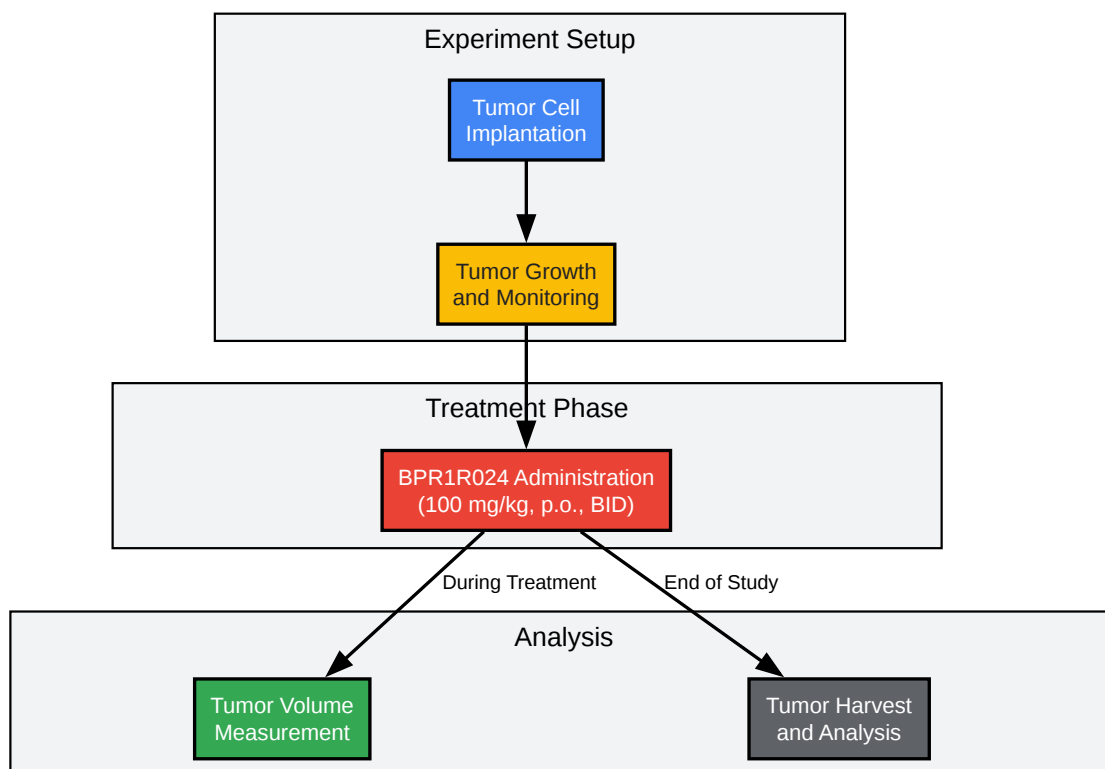 Experiment Setup
Tumor Cell
Implantation
Tumor Growth
and Monitoring
Treatment Phase
BPR1R024 Administration
(100 mg/kg, p.o., BID)
During Treatment
End of Study
Analysis
Tumor Volume
Measurement
Tumor Harvest
and Analysis